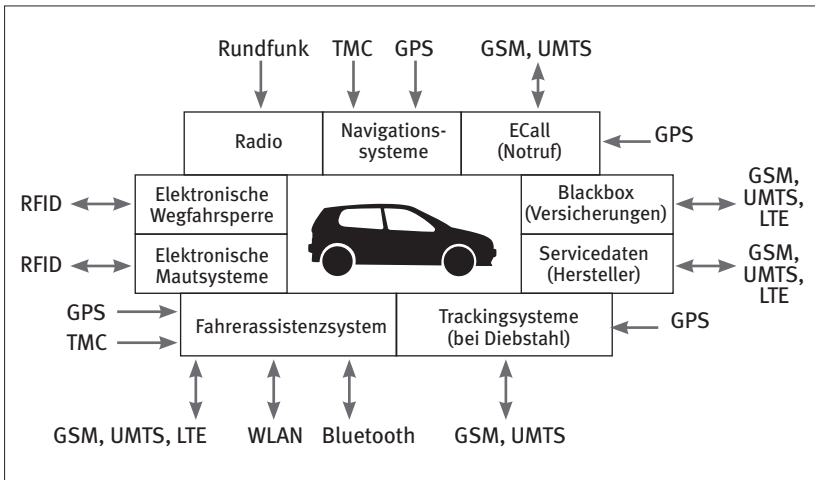 Rundfunk TMC GPS GSM, UMTS
Radio
Navigations-
systeme
ECall
(Notruf)
GPS
RFID
Elektronische
Wegfahrsperre
Blackbox
(Versicherungen)
GSM,
UMTS,
LTE
RFID
Elektronische
Mautsysteme
Servicedaten
(Hersteller)
GSM,
UMTS,
LTE
GPS
TMC
Fahrerassistenzsystem
Trackingsysteme
(bei Diebstahl)
GPS
GSM, UMTS, LTE WLAN Bluetooth GSM, UMTS